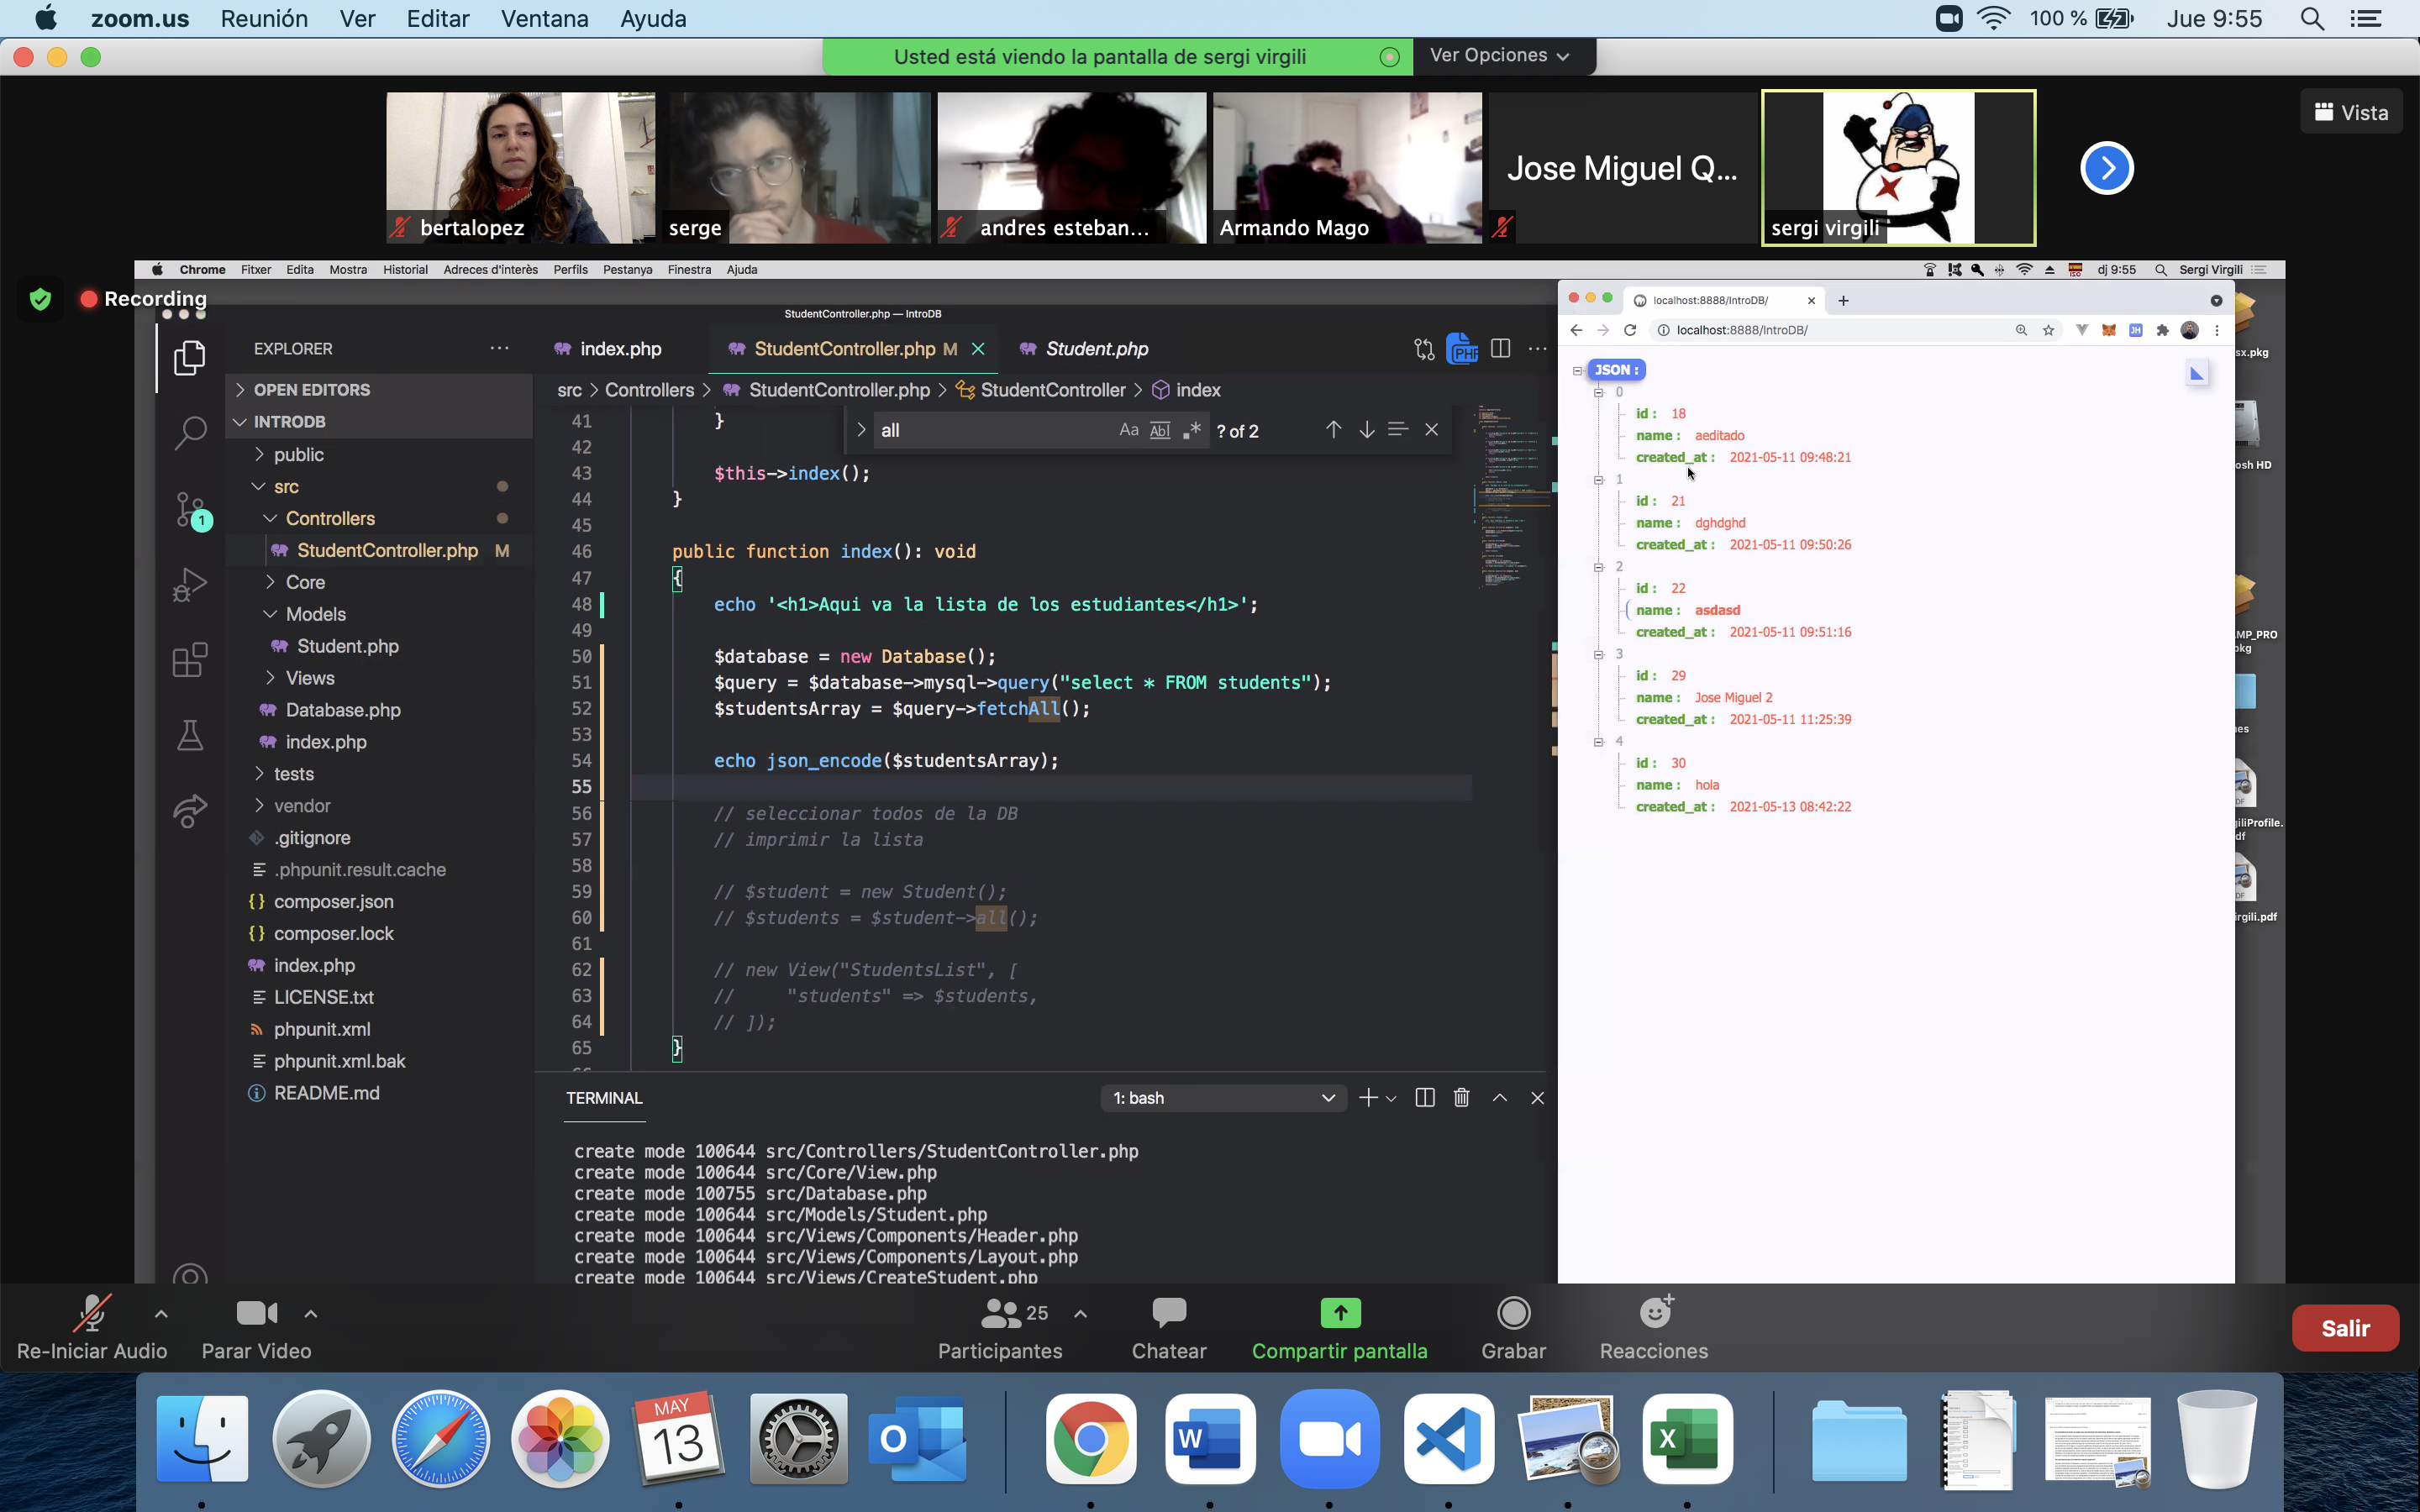 zoom.us Reunión Ver Editar Ventana Ayuda
100 % Jue 9:55
Usted está viendo la pantalla de sergi virgili
Ver Opciones
bertalopez
serge
andres esteban...
Armando Mago
Jose Miguel Q...
sergi virgili
Vista
Recording
Chrome Fitxer Edita Mostra Historial Adreces d'interès Perfils Pestanya Finestra Ajuda
dj 9:55 Sergi Virgili
StudentController.php — IntroDB
EXPLORER
OPEN EDITORS
INTRODB
public
src
Controllers
StudentController.php M
Core
Models
Student.php
Views
Database.php
index.php
tests
vendor
.gitignore
.phpunit.result.cache
composer.json
composer.lock
index.php
LICENSE.txt
phpunit.xml
phpunit.xml.bak
README.md
1
index.php StudentController.php M Student.php
src > Controllers > StudentController.php > StudentController > index
all
Aa Abl .* ? of 2
41 }
42
43 $this->index();
44 }
45
46 public function index(): void
47 {
48 echo '<h1>Aqui va la lista de los estudiantes</h1>';
49
50 $database = new Database();
51 $query = $database->mysql->query("select * FROM students");
52 $studentsArray = $query->fetchAll();
53
54 echo json_encode($studentsArray);
55
56 // seleccionar todos de la DB
57 // imprimir la lista
58
59 // $student = new Student();
60 // $students = $student->all();
61
62 // new View("StudentsList", [
63 // "students" => $students,
64 // ]);
65 }
TERMINAL
1: bash
create mode 100644 src/Controllers/StudentController.php
create mode 100644 src/Core/View.php
create mode 100755 src/Database.php
create mode 100644 src/Models/Student.php
create mode 100644 src/Views/Components/Header.php
create mode 100644 src/Views/Components/Layout.php
create mode 100644 src/Views/CreateStudent.php
localhost:8888/IntroDB/
localhost:8888/IntroDB/
JH
JSON :
0
id : 18
name : aeditado
created_at : 2021-05-11 09:48:21
1
id : 21
name : dghdghd
created_at : 2021-05-11 09:50:26
2
id : 22
name : asdasd
created_at : 2021-05-11 09:51:16
3
id : 29
name : Jose Miguel 2
created_at : 2021-05-11 11:25:39
4
id : 30
name : hola
created_at : 2021-05-13 08:42:22
sx.pkg
osh HD
MP_PRO
pkg
nes
giliProfile.
df
irgili.pdf
Re-Iniciar Audio
Parar Video
25
Participantes
Chatear
Compartir pantalla
Grabar
Reacciones
Salir
MAY
13
O
W
X